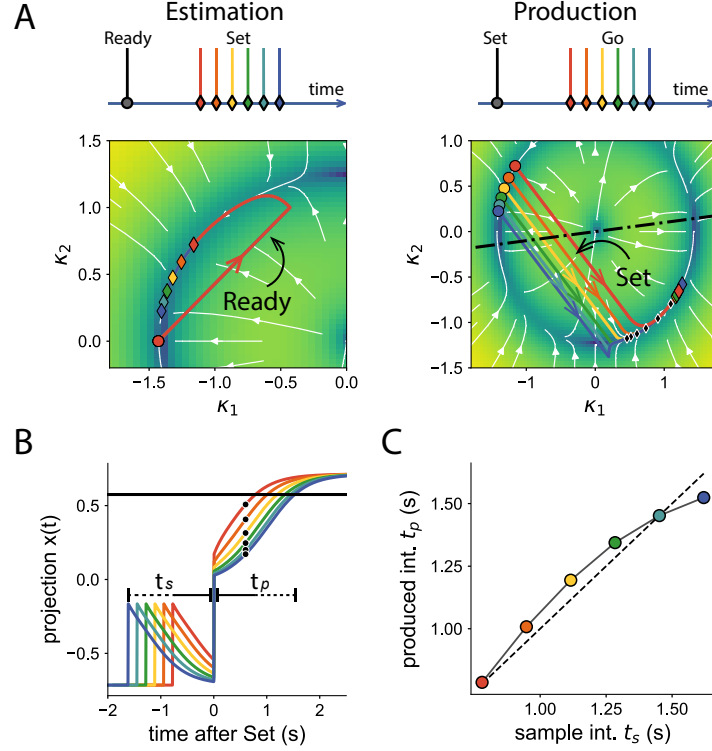 A
Estimation
Production
Ready
Set
time
Set
Go
time
1.5
1.0
0.5
0.0
κ2
−1.5
−1.0
−0.5
0.0
κ1
Ready
1.0
0.5
0.0
−0.5
−1.0
−1.5
κ2
−1
0
1
κ1
Set
B
C
0.5
0.0
−0.5
projection x(t)
ts
tp
−2
−1
0
1
2
time after Set (s)
1.50
1.25
1.00
produced int. tp (s)
1.00
1.25
1.50
sample int. ts (s)